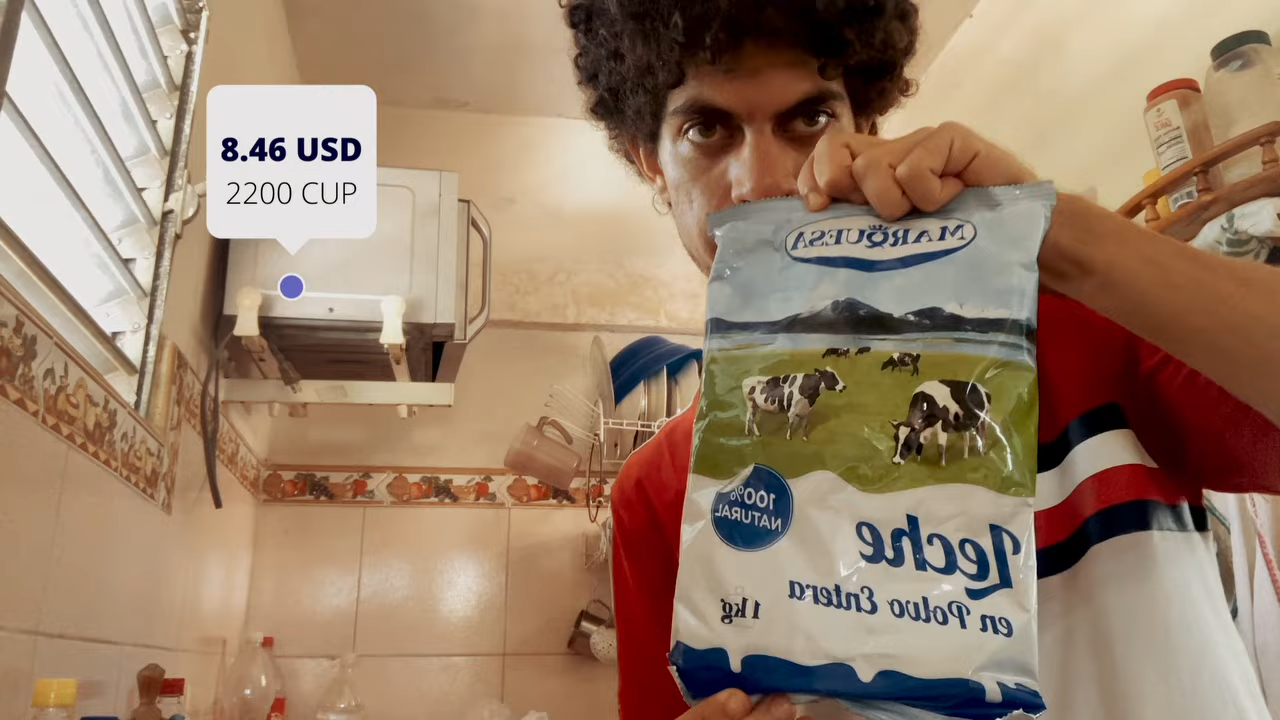 8.46 USD
2200 CUP
MARQUESA
100%
NATURAL
Leche
en Polvo Entera
1kg